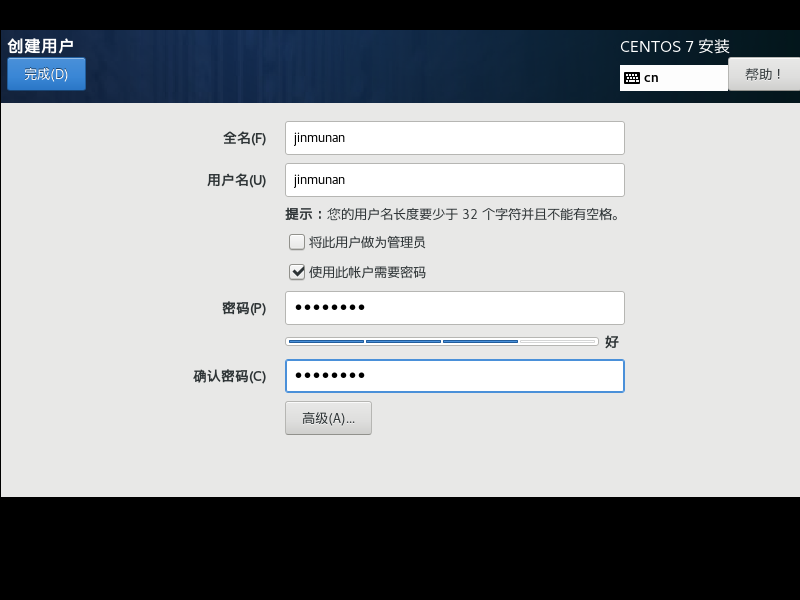 创建用户
CENTOS 7 安装
完成(D)
cn
帮助！
全名(F)
jinmunan
用户名(U)
jinmunan
提示：您的用户名长度要少于 32 个字符并且不能有空格。
将此用户做为管理员
使用此帐户需要密码
密码(P)
●●●●●●●●
好
确认密码(C)
●●●●●●●●
高级(A)...